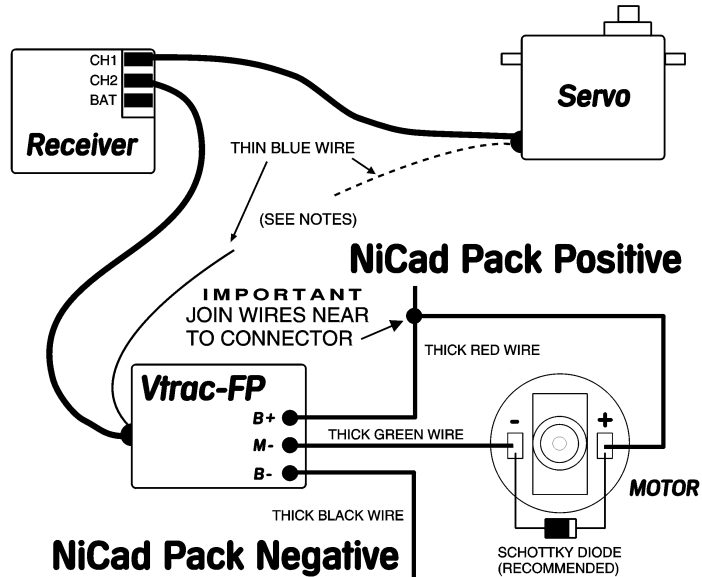 CH1
CH2
BAT
Receiver
Servo
THIN BLUE WIRE
(SEE NOTES)
NiCad Pack Positive
IMPORTANT
JOIN WIRES NEAR
TO CONNECTOR
THICK RED WIRE
Vtrac-FP
B+
M-
B-
THICK GREEN WIRE
- +
MOTOR
THICK BLACK WIRE
NiCad Pack Negative
SCHOTTKY DIODE
(RECOMMENDED)